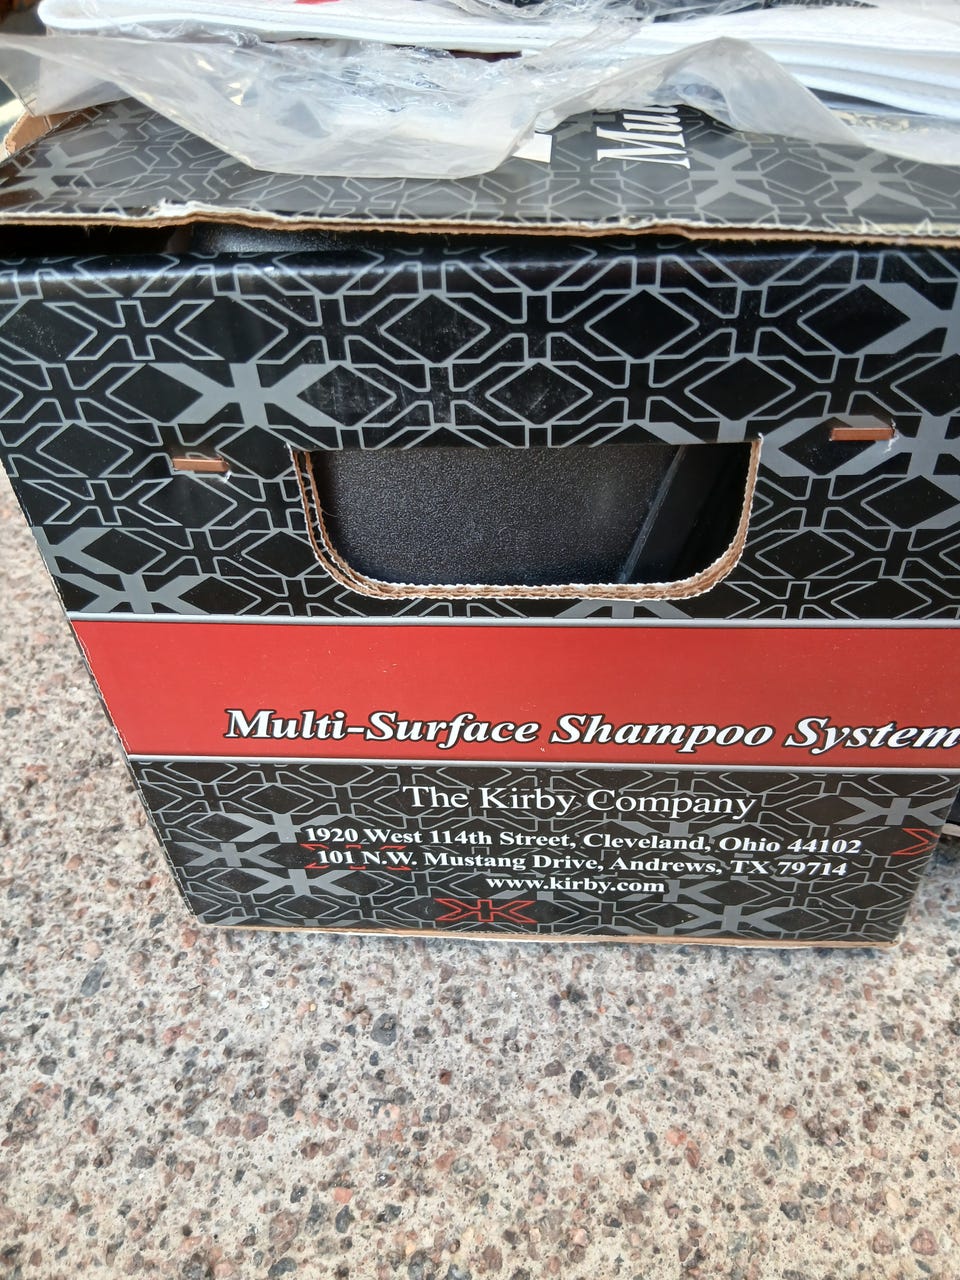 Multi-Surface Shampoo System
The Kirby Company
1920 West 114th Street, Cleveland, Ohio 44102
101 N.W. Mustang Drive, Andrews, TX 79714
www.kirby.com